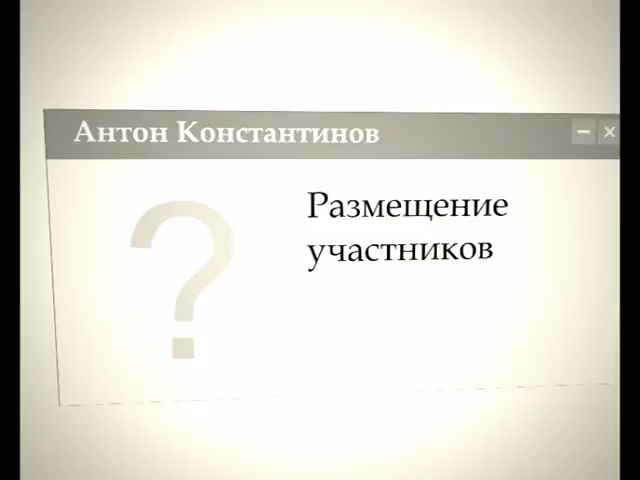 Антон Константинов
?
Размещение
участников